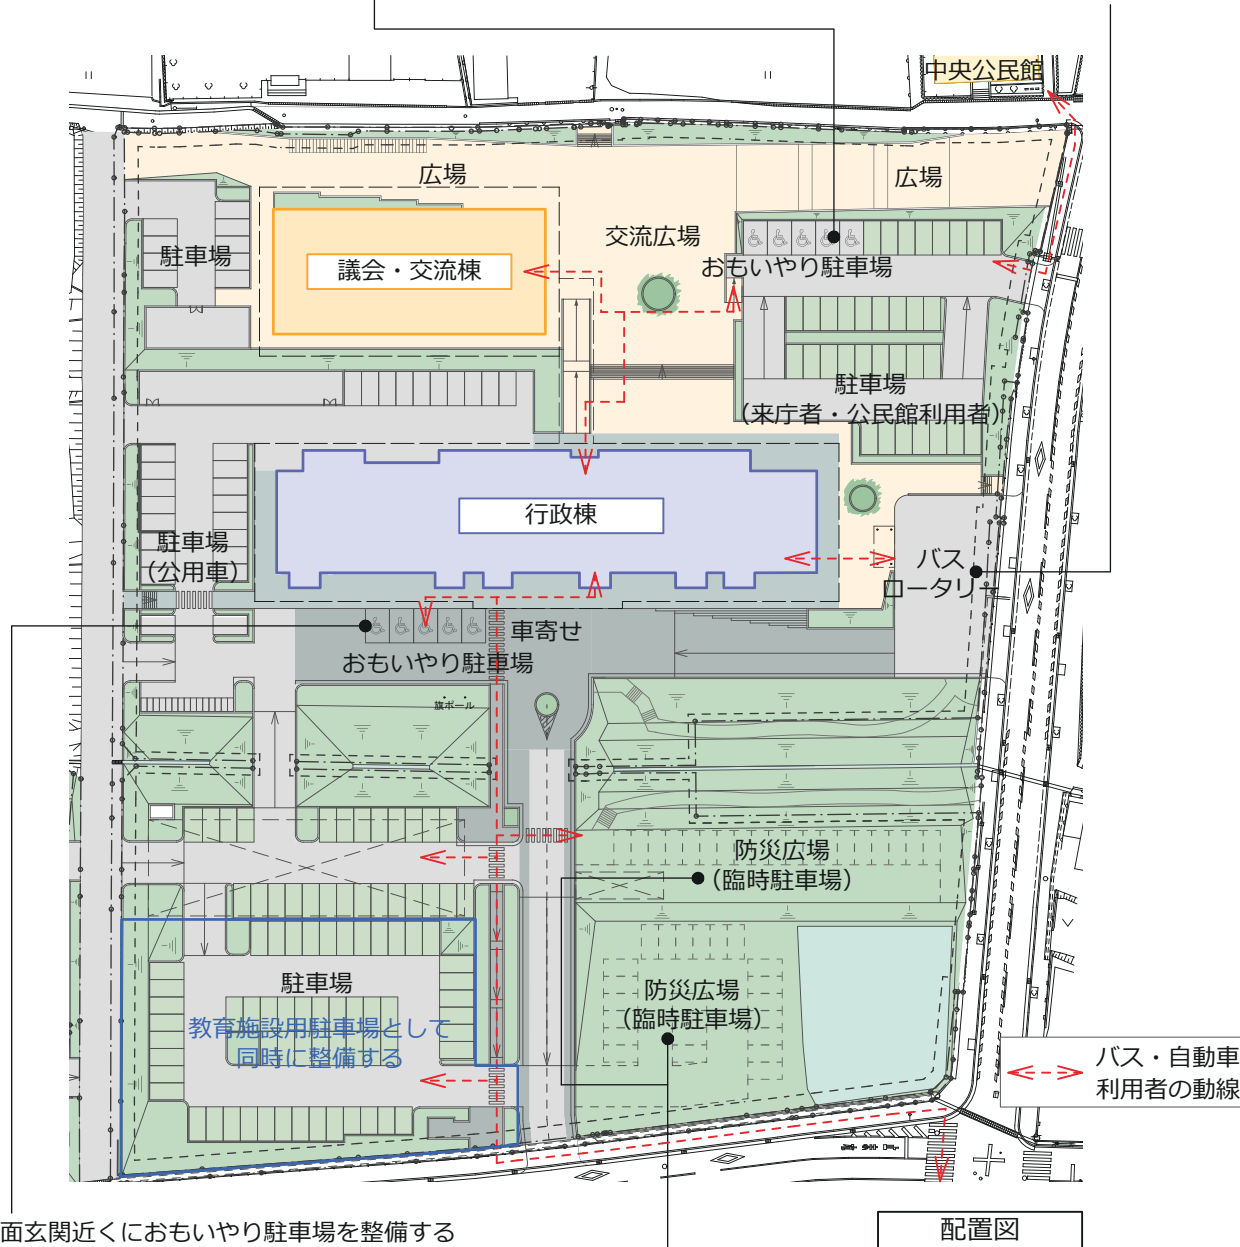 中央公民館
広場
広場
交流広場
駐車場
議会・交流棟
おもいやり駐車場
駐車場
（来庁者・公民館利用者）
行政棟
駐車場
（公用車）
バス
ロータリー
車寄せ
おもいやり駐車場
旗ポール
防災広場
（臨時駐車場）
駐車場
防災広場
（臨時駐車場）
教育施設用駐車場として
同時に整備する
バス・自動車
利用者の動線
面玄関近くにおもいやり駐車場を整備する
配置図